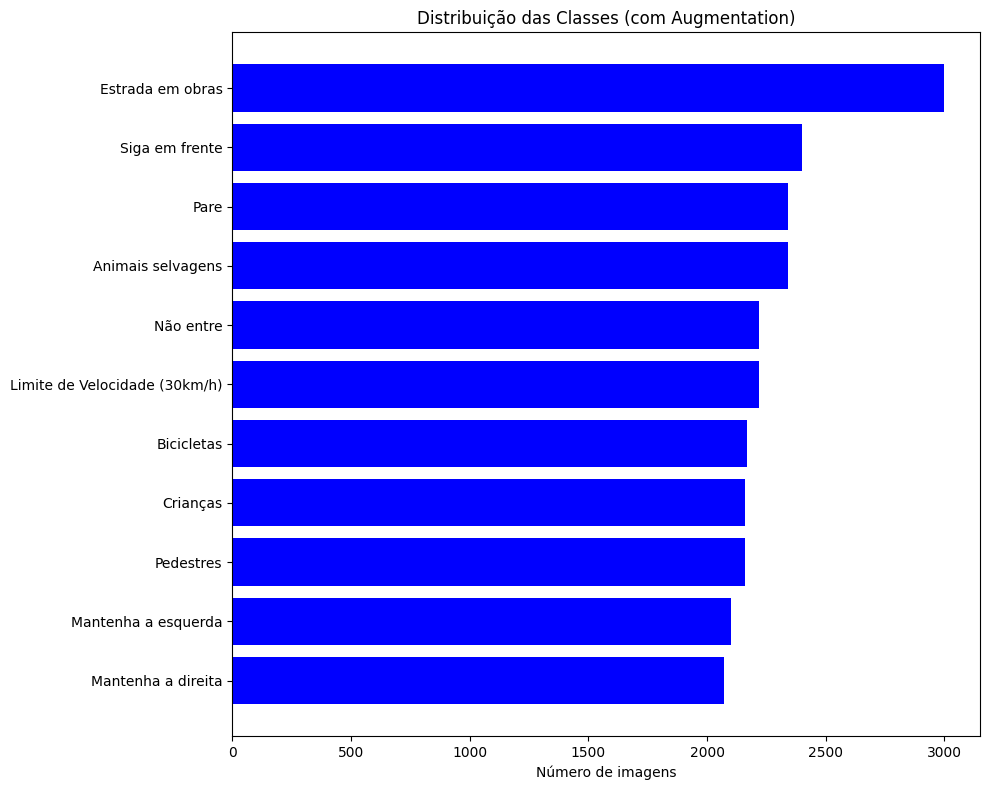 Distribuição das Classes (com Augmentation)
Estrada em obras
Siga em frente
Pare
Animais selvagens
Não entre
Limite de Velocidade (30km/h)
Bicicletas
Crianças
Pedestres
Mantenha a esquerda
Mantenha a direita
0 500 1000 1500 2000 2500 3000
Número de imagens